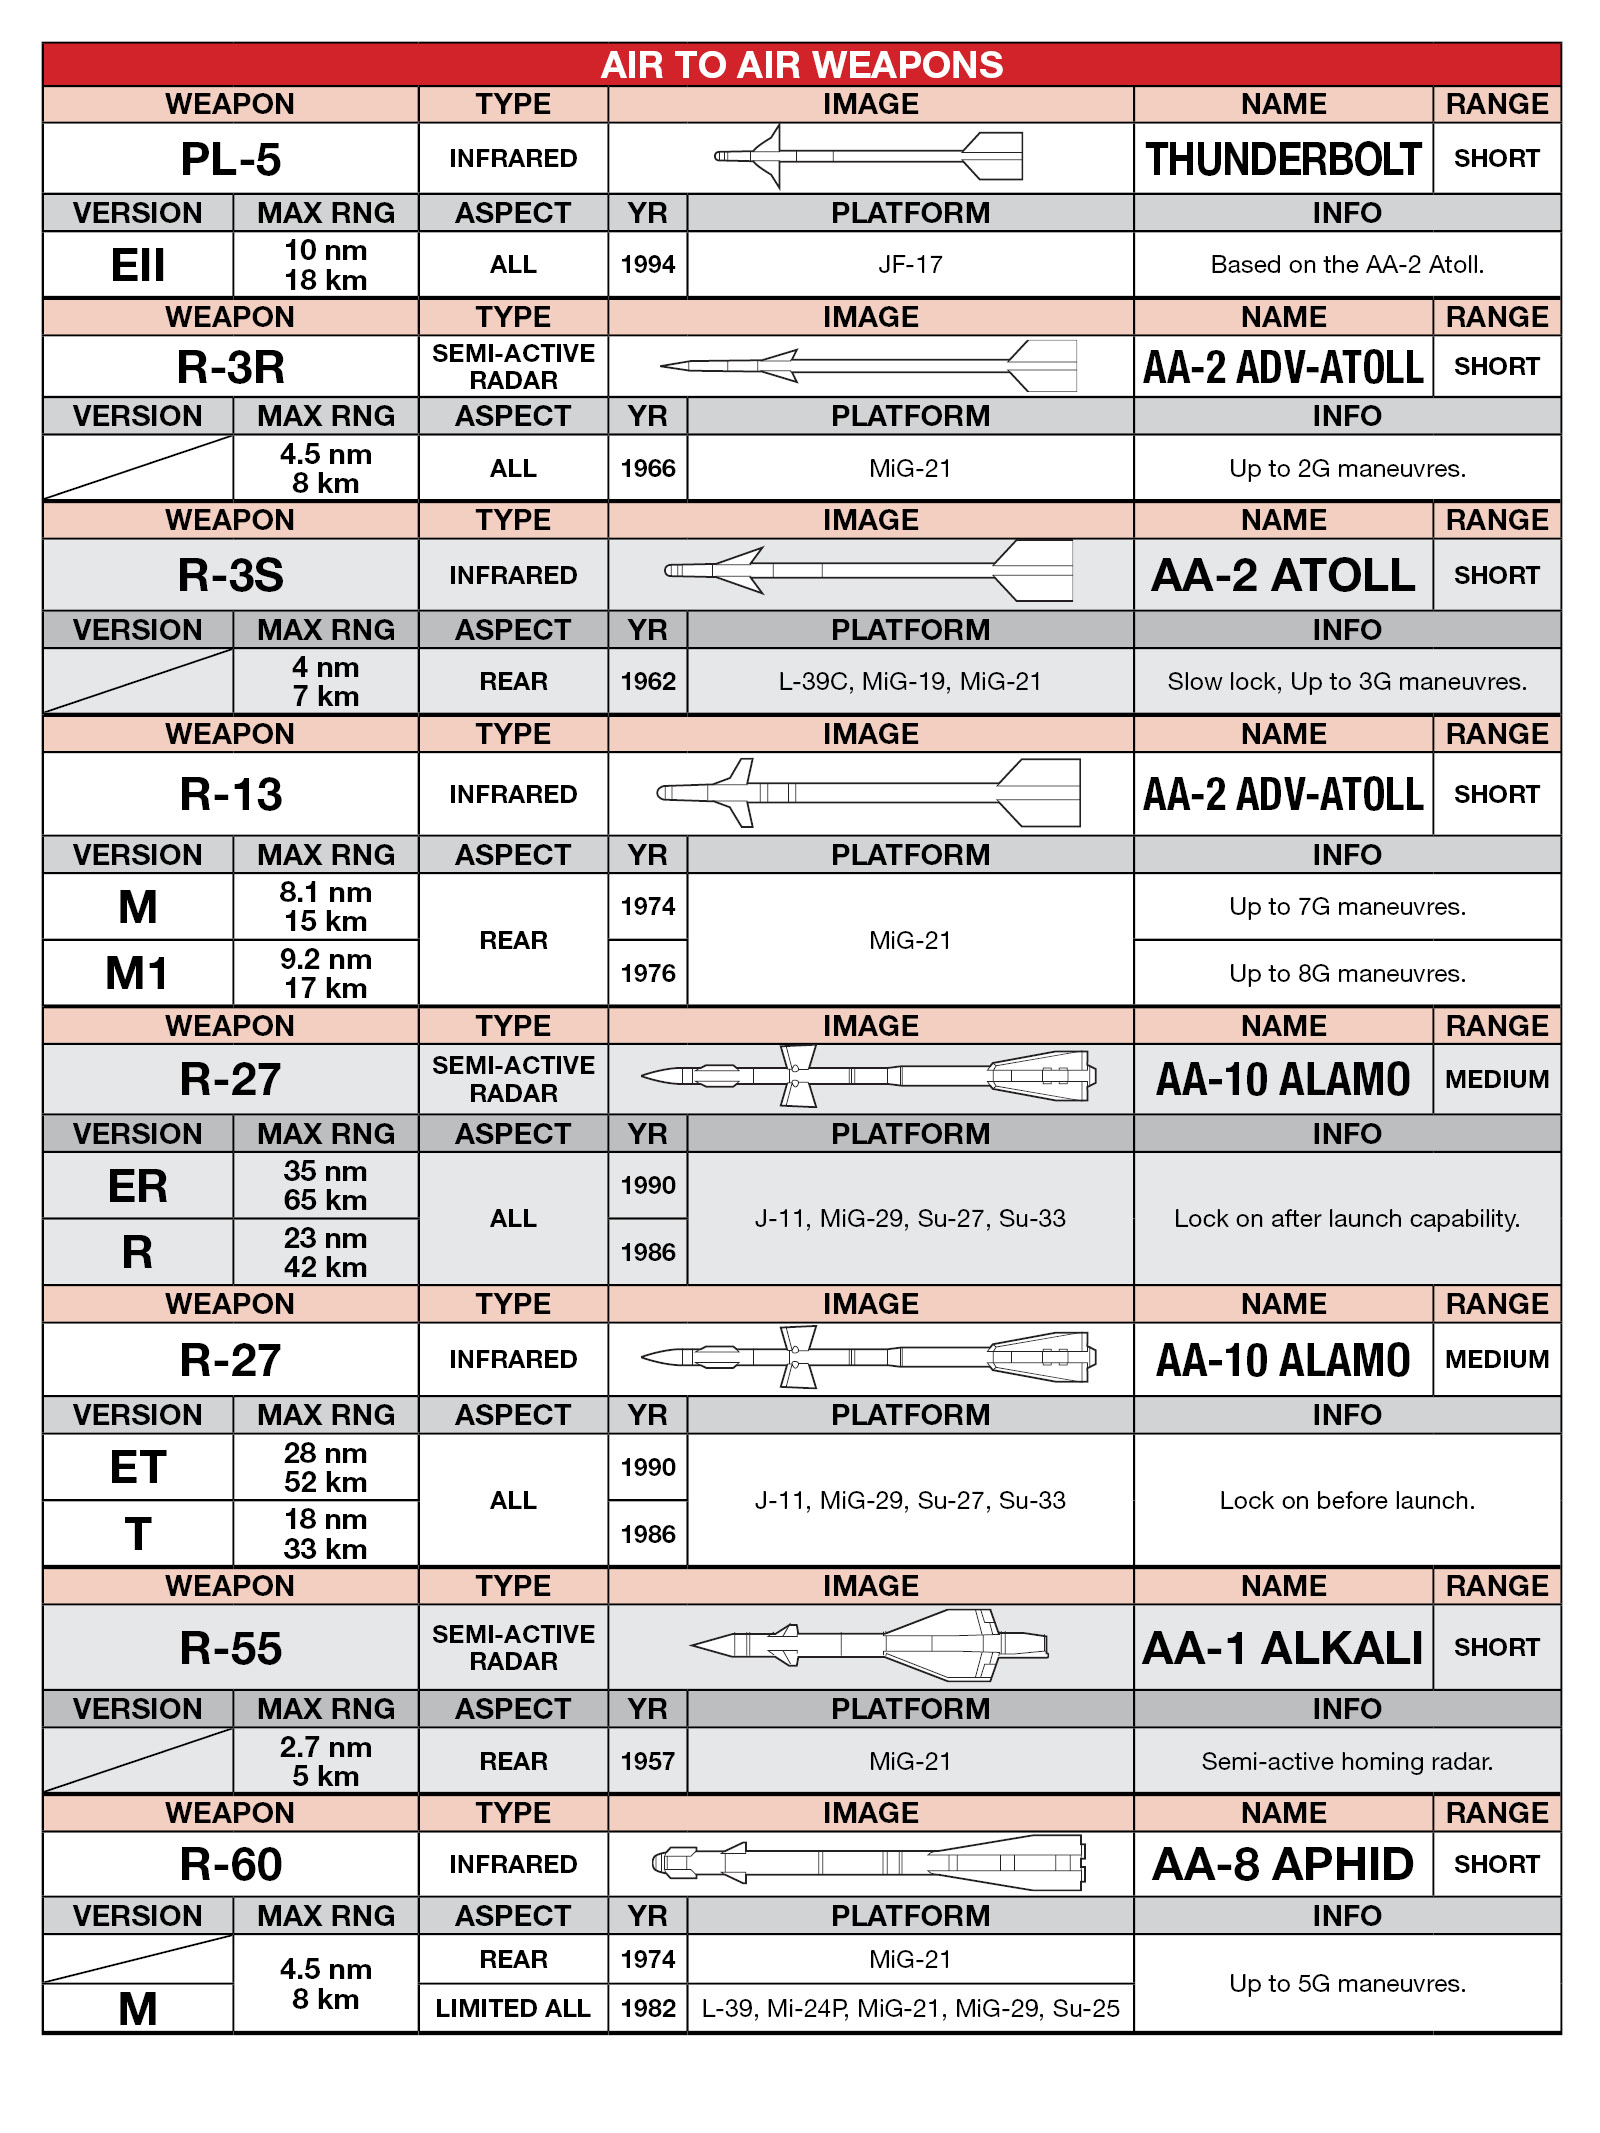 AIR TO AIR WEAPONS
WEAPON TYPE IMAGE NAME RANGE
PL-5 INFRARED THUNDERBOLT SHORT
VERSION MAX RNG ASPECT YR PLATFORM INFO
EII 10 nm 18 km ALL 1994 JF-17 Based on the AA-2 Atoll.
WEAPON TYPE IMAGE NAME RANGE
R-3R SEMI-ACTIVE RADAR AA-2 ADV-ATOLL SHORT
VERSION MAX RNG ASPECT YR PLATFORM INFO
4.5 nm 8 km ALL 1966 MiG-21 Up to 2G maneuvres.
WEAPON TYPE IMAGE NAME RANGE
R-3S INFRARED AA-2 ATOLL SHORT
VERSION MAX RNG ASPECT YR PLATFORM INFO
4 nm 7 km REAR 1962 L-39C, MiG-19, MiG-21 Slow lock, Up to 3G maneuvres.
WEAPON TYPE IMAGE NAME RANGE
R-13 INFRARED AA-2 ADV-ATOLL SHORT
VERSION MAX RNG ASPECT YR PLATFORM INFO
M 8.1 nm 15 km REAR 1974 MiG-21 Up to 7G maneuvres.
M1 9.2 nm 17 km 1976 Up to 8G maneuvres.
WEAPON TYPE IMAGE NAME RANGE
R-27 SEMI-ACTIVE RADAR AA-10 ALAMO MEDIUM
VERSION MAX RNG ASPECT YR PLATFORM INFO
ER 35 nm 65 km ALL 1990 J-11, MiG-29, Su-27, Su-33 Lock on after launch capability.
R 23 nm 42 km 1986
WEAPON TYPE IMAGE NAME RANGE
R-27 INFRARED AA-10 ALAMO MEDIUM
VERSION MAX RNG ASPECT YR PLATFORM INFO
ET 28 nm 52 km ALL 1990 J-11, MiG-29, Su-27, Su-33 Lock on before launch.
T 18 nm 33 km 1986
WEAPON TYPE IMAGE NAME RANGE
R-55 SEMI-ACTIVE RADAR AA-1 ALKALI SHORT
VERSION MAX RNG ASPECT YR PLATFORM INFO
2.7 nm 5 km REAR 1957 MiG-21 Semi-active homing radar.
WEAPON TYPE IMAGE NAME RANGE
R-60 INFRARED AA-8 APHID SHORT
VERSION MAX RNG ASPECT YR PLATFORM INFO
4.5 nm 8 km REAR 1974 MiG-21 Up to 5G maneuvres.
M LIMITED ALL 1982 L-39, Mi-24P, MiG-21, MiG-29, Su-25